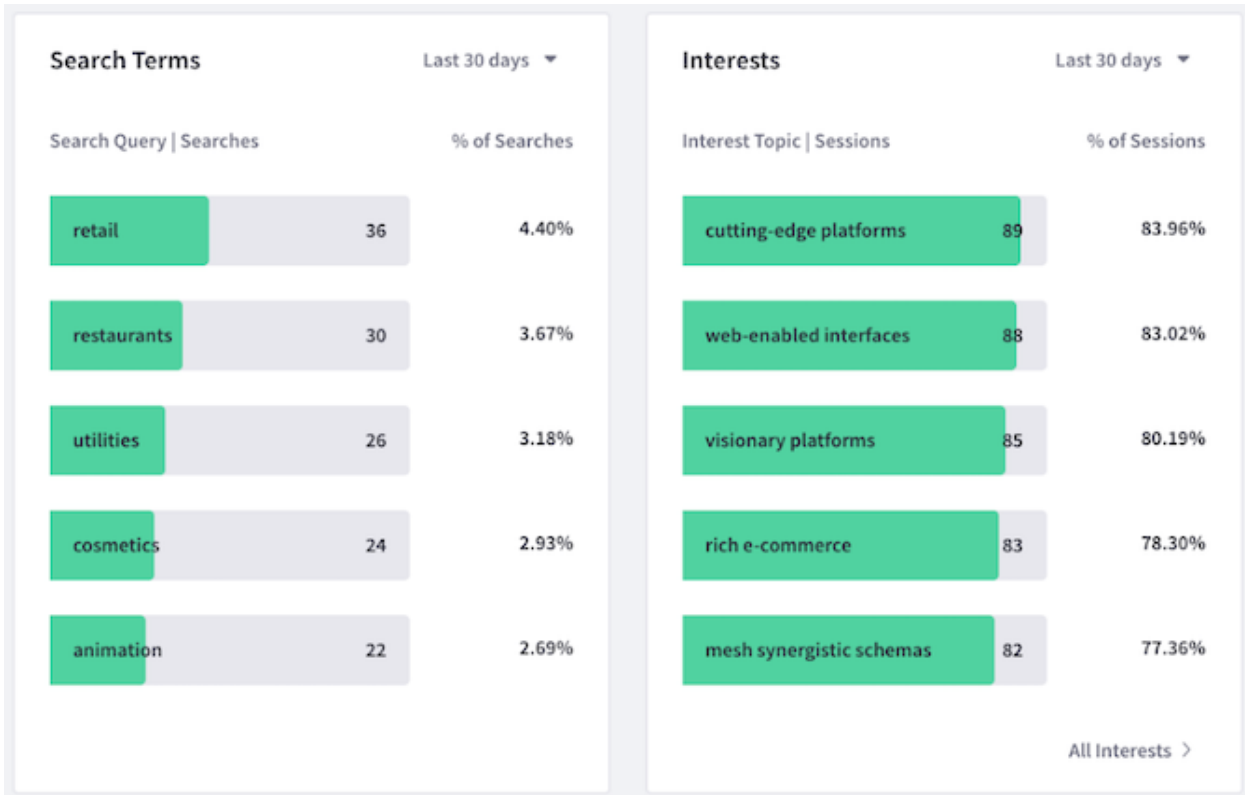 Search Terms
Last 30 days
Search Query | Searches
% of Searches
retail 36 4.40%
restaurants 30 3.67%
utilities 26 3.18%
cosmetics 24 2.93%
animation 22 2.69%
Interests
Last 30 days
Interest Topic | Sessions
% of Sessions
cutting-edge platforms 89 83.96%
web-enabled interfaces 88 83.02%
visionary platforms 85 80.19%
rich e-commerce 83 78.30%
mesh synergistic schemas 82 77.36%
All Interests